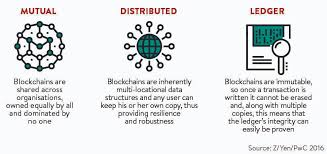 MUTUAL
Blockchains are
shared across
organisations,
owned equally by all
and dominated by
no one
DISTRIBUTED
Blockchains are inherently
multi-locational data
structures and any user can
keep his or her own copy, thus
providing resilience
and robustness
LEDGER
Blockchains are immutable,
so once a transaction is
written it cannot be erased
and, along with multiple
copies, this means that
the ledger's integrity can
easily be proven
Source: Z/Yen/PwC 2016